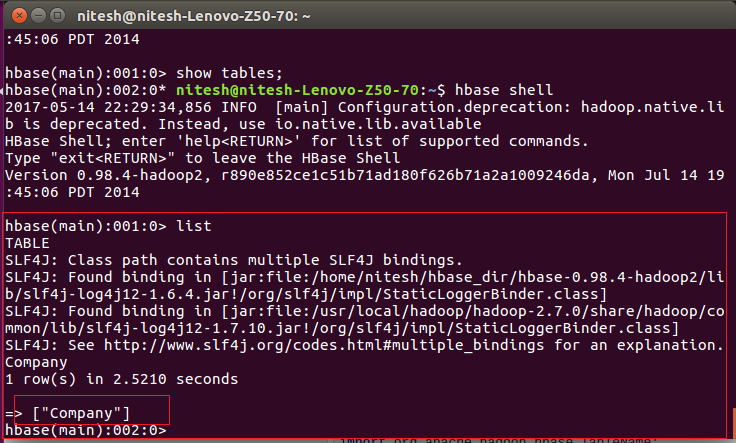 nitesh@nitesh-Lenovo-Z50-70: ~
:45:06 PDT 2014
hbase(main):001:0> show tables;
hbase(main):002:0* nitesh@nitesh-Lenovo-Z50-70:~$ hbase shell
2017-05-14 22:29:34,856 INFO  [main] Configuration.deprecation: hadoop.native.li
b is deprecated. Instead, use io.native.lib.available
HBase Shell; enter 'help<RETURN>' for list of supported commands.
Type "exit<RETURN>" to leave the HBase Shell
Version 0.98.4-hadoop2, r890e852ce1c51b71ad180f626b71a2a1009246da, Mon Jul 14 19
:45:06 PDT 2014
hbase(main):001:0> list
TABLE
SLF4J: Class path contains multiple SLF4J bindings.
SLF4J: Found binding in [jar:file:/home/nitesh/hbase_dir/hbase-0.98.4-hadoop2/li
b/slf4j-log4j12-1.6.4.jar!/org/slf4j/impl/StaticLoggerBinder.class]
SLF4J: Found binding in [jar:file:/usr/local/hadoop/hadoop-2.7.0/share/hadoop/co
mmon/lib/slf4j-log4j12-1.7.10.jar!/org/slf4j/impl/StaticLoggerBinder.class]
SLF4J: See http://www.slf4j.org/codes.html#multiple_bindings for an explanation.
Company
1 row(s) in 2.5210 seconds
=> ["Company"]
hbase(main):002:0>
import org.apache.hadoop.hbase.TableName;